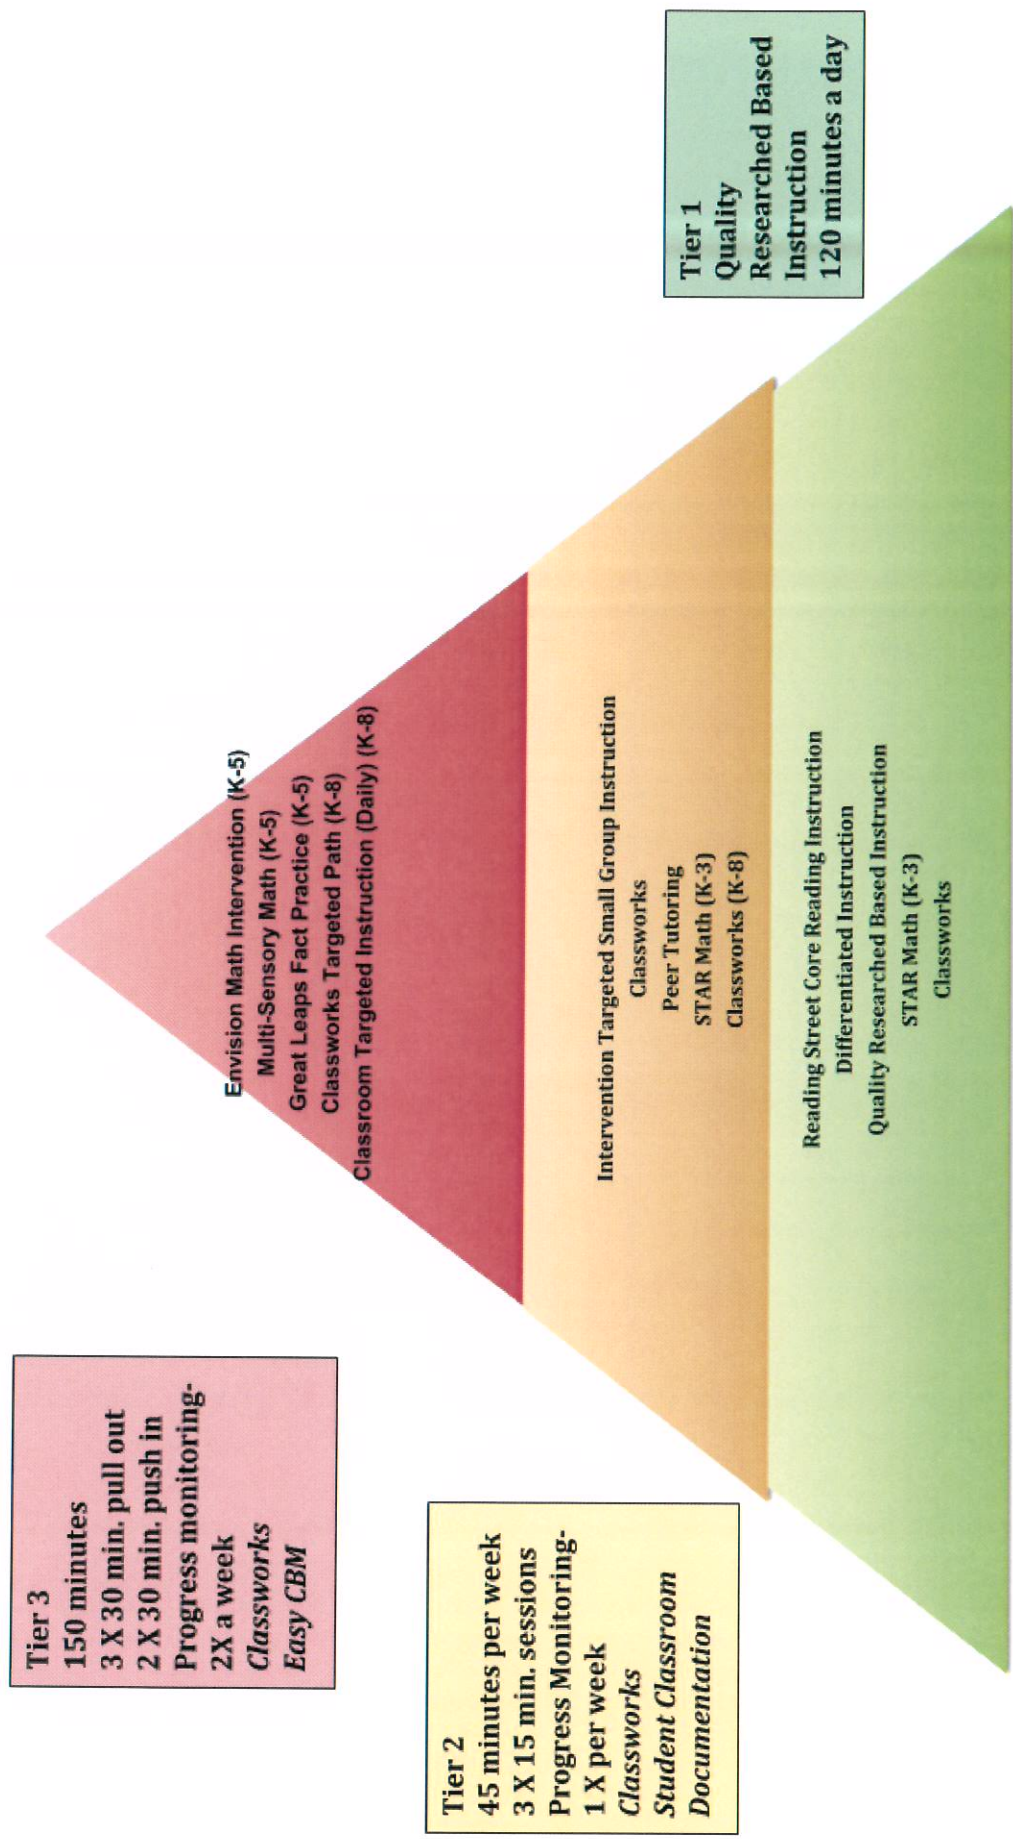 Tier 3
150 minutes
3 X 30 min. pull out
2 X 30 min. push in
Progress monitoring-
2X a week
Classworks
Easy CBM
Envision Math Intervention (K-5)
Multi-Sensory Math (K-5)
Great Leaps Fact Practice (K-5)
Classworks Targeted Path (K-8)
Classroom Targeted Instruction (Daily) (K-8)
Tier 2
45 minutes per week
3 X 15 min. sessions
Progress Monitoring-
1X per week
Classworks
Student Classroom
Documentation
Intervention Targeted Small Group Instruction
Classworks
Peer Tutoring
STAR Math (K-3)
Classworks (K-8)
Tier 1
Quality
Researched Based
Instruction
120 minutes a day
Reading Street Core Reading Instruction
Differentiated Instruction
Quality Researched Based Instruction
STAR Math (K-3)
Classworks